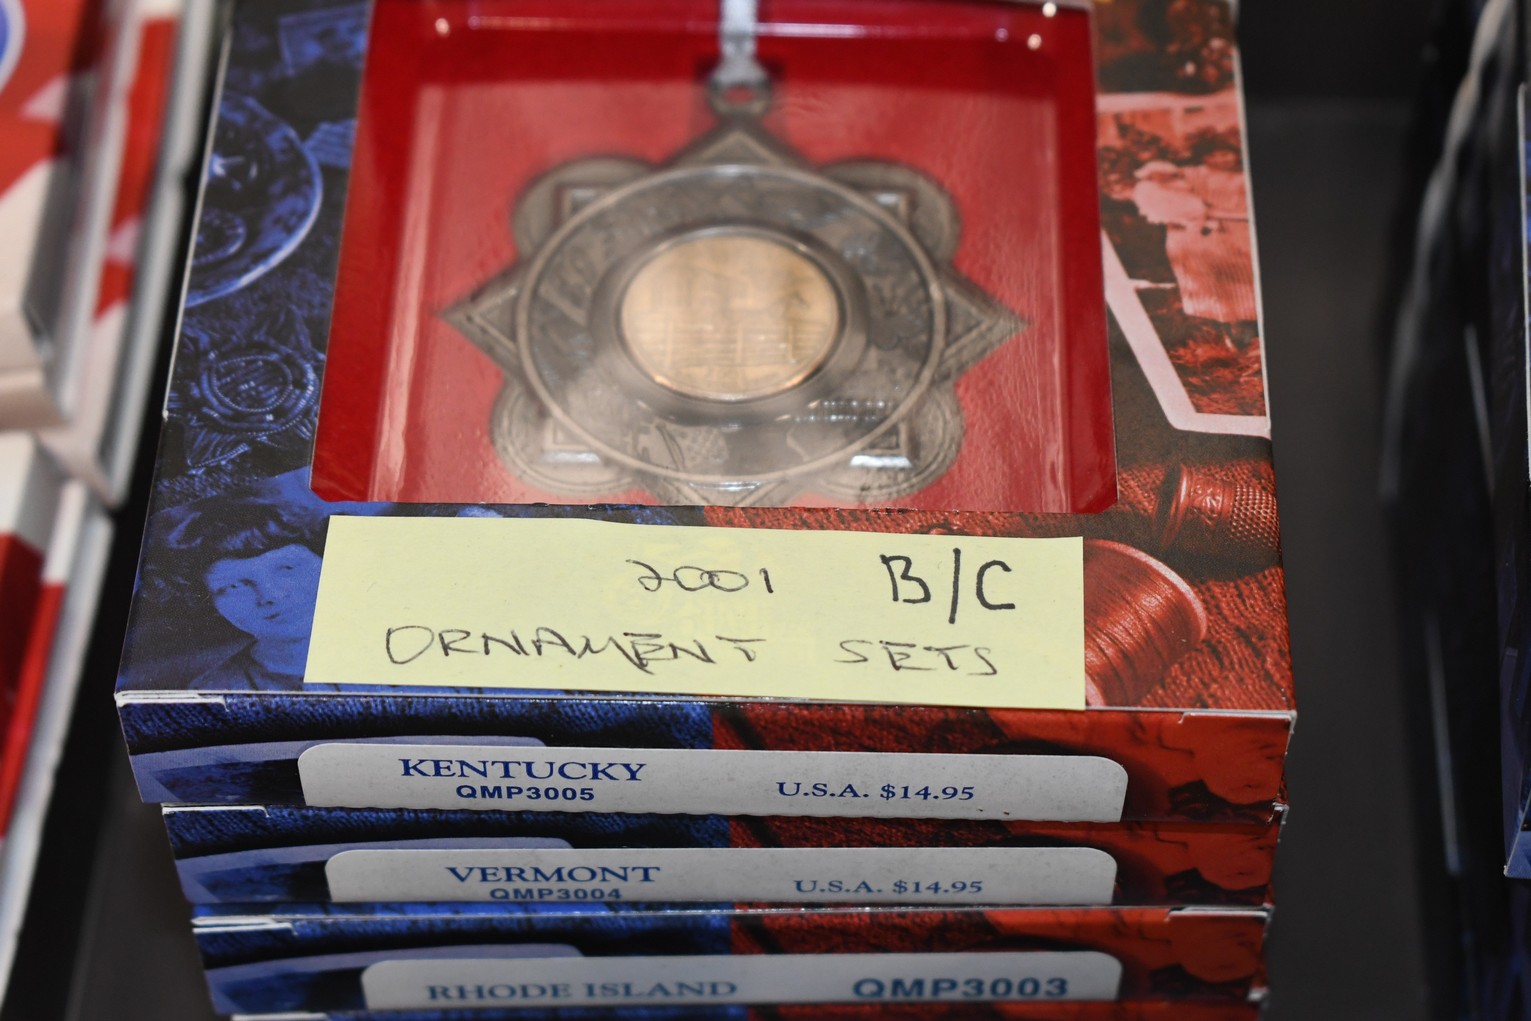 2001 B/C
ORNAMENT SETS
KENTUCKY
QMP3005 U.S.A. $14.95
VERMONT
QMP3004 U.S.A. $14.95
RHODE ISLAND QMP3003